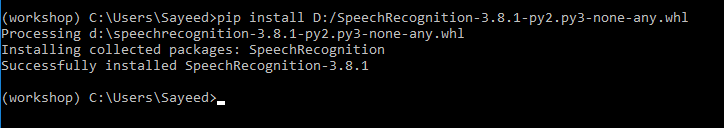 (workshop) C:\Users\Sayeed>pip install D:/SpeechRecognition-3.8.1-py2.py3-none-any.whl
Processing d:\speechrecognition-3.8.1-py2.py3-none-any.whl
Installing collected packages: SpeechRecognition
Successfully installed SpeechRecognition-3.8.1
(workshop) C:\Users\Sayeed>